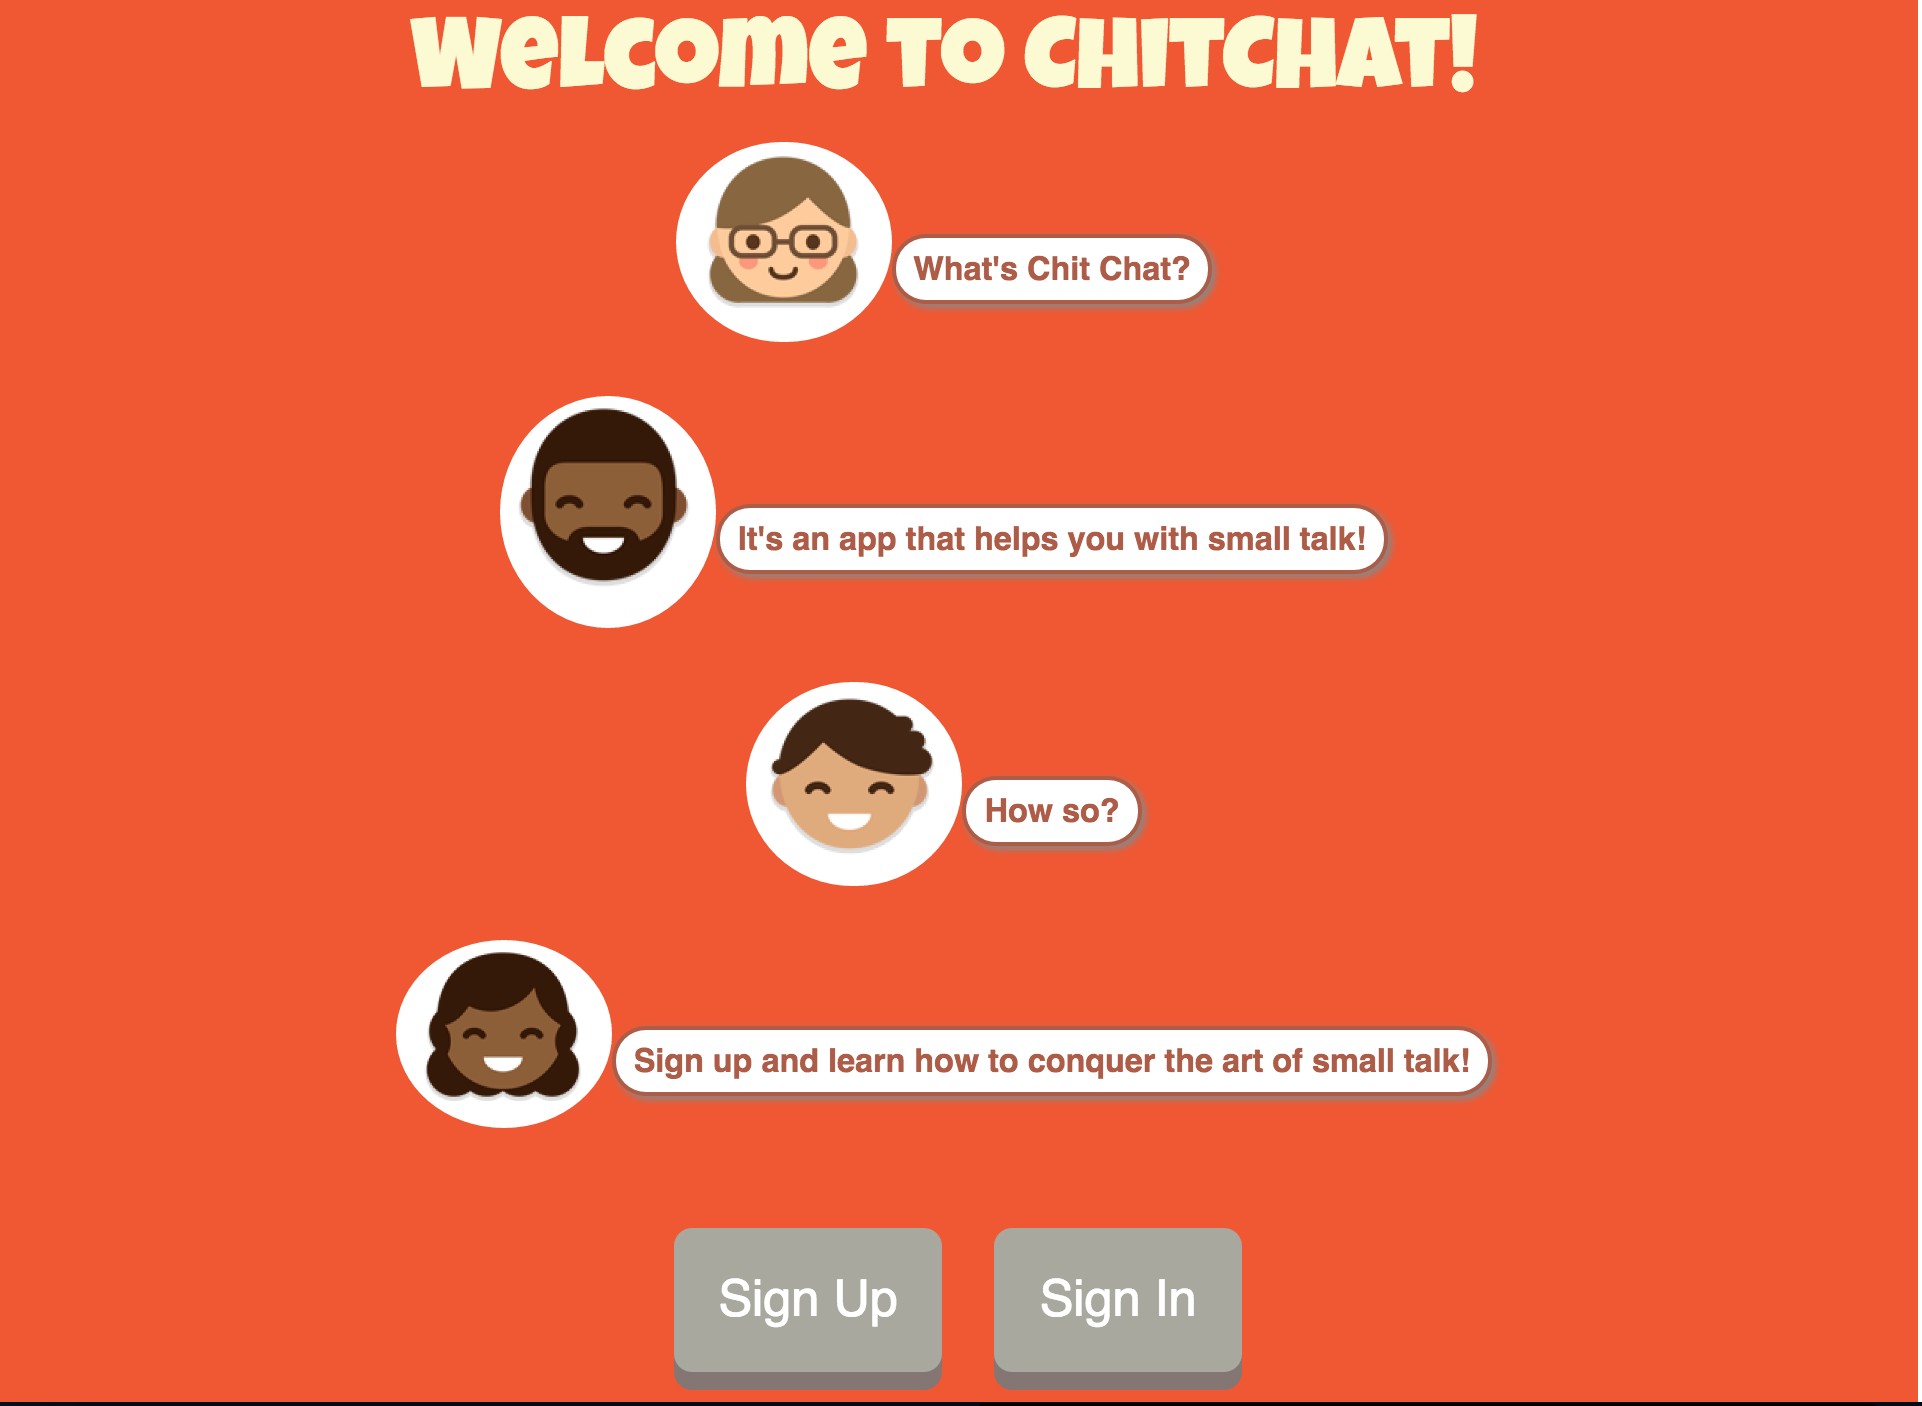 WeLCOme TO CHITCHAT!
What's Chit Chat?
It's an app that helps you with small talk!
How so?
Sign up and learn how to conquer the art of small talk!
Sign Up
Sign In